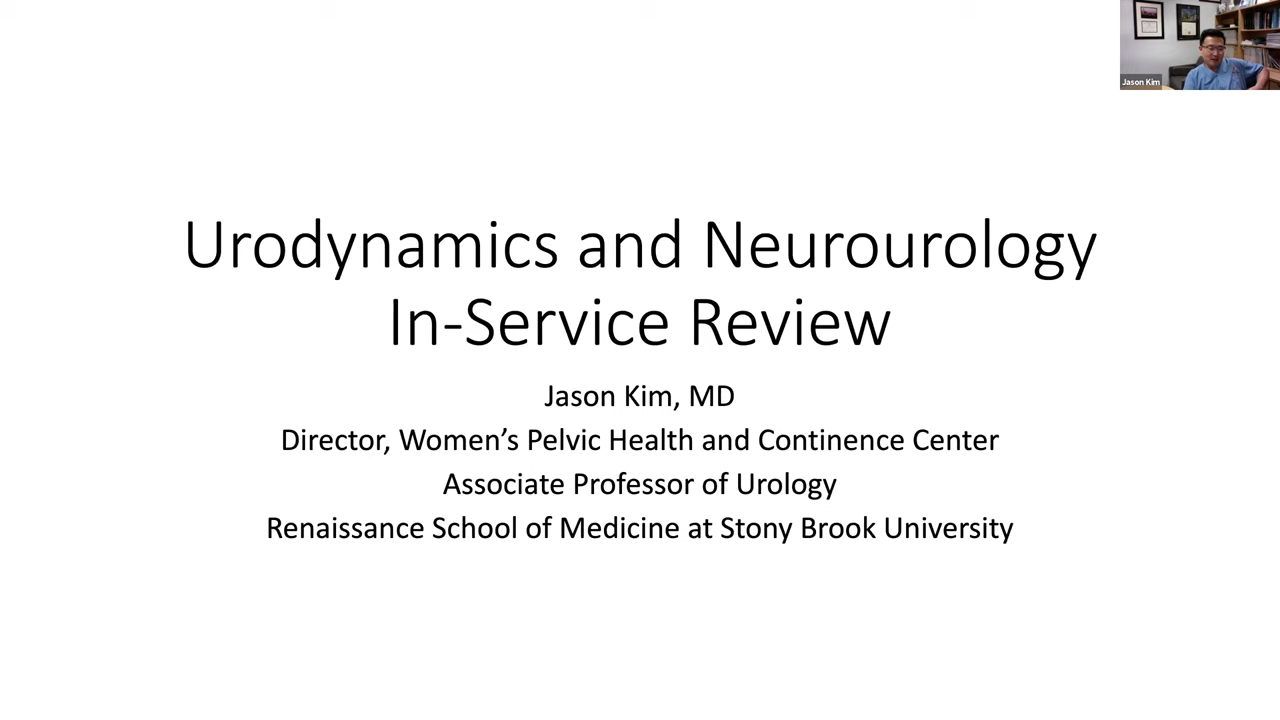 Jason Kim
Urodynamics and Neurourology
In-Service Review
Jason Kim, MD
Director, Women's Pelvic Health and Continence Center
Associate Professor of Urology
Renaissance School of Medicine at Stony Brook University